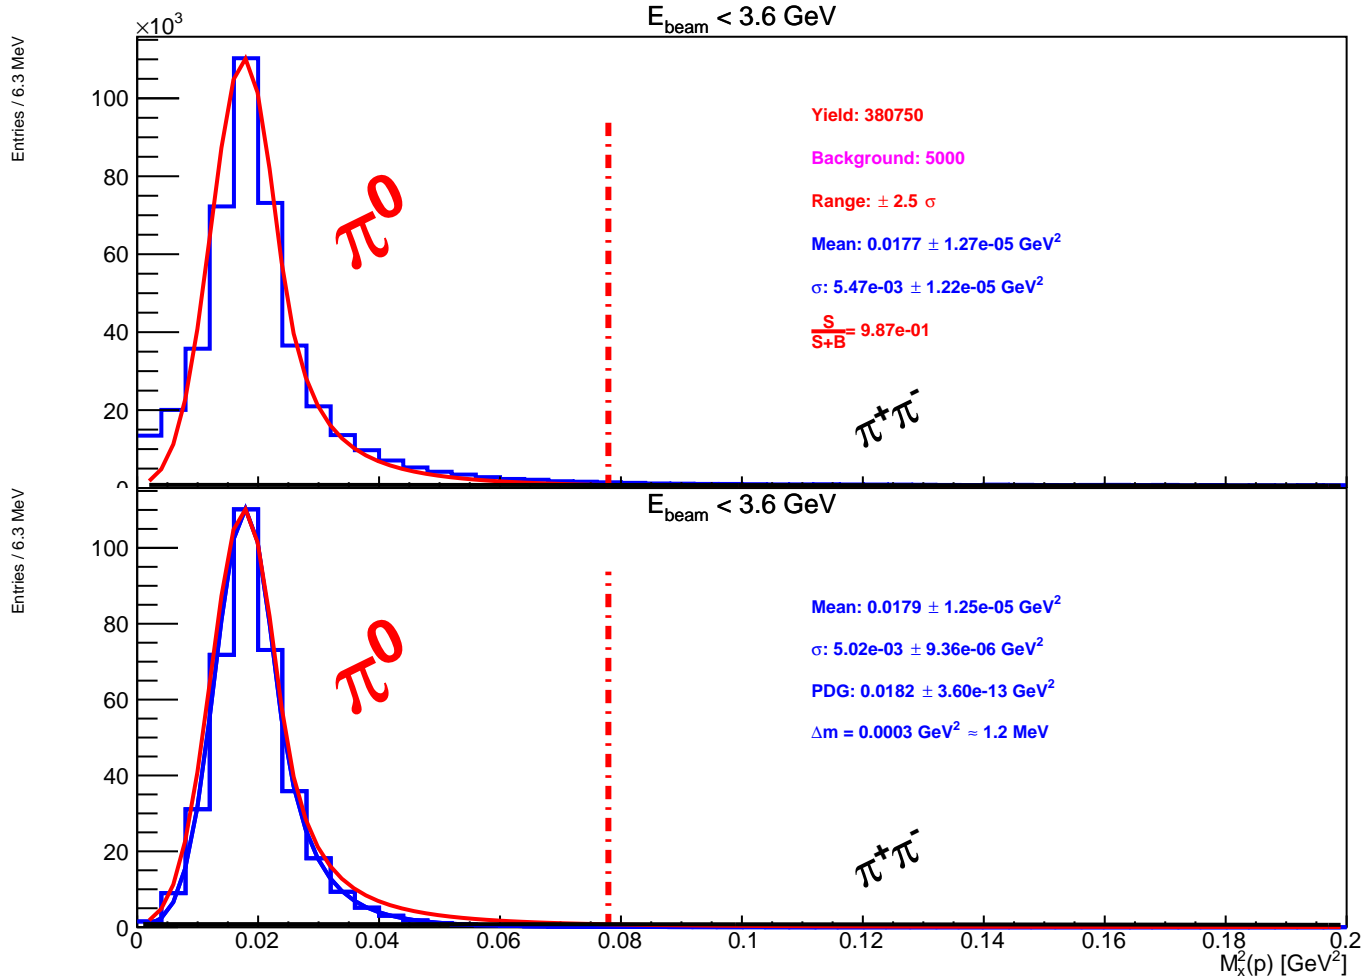 E_beam < 3.6 GeV
×10³
Entries / 6.3 MeV
100
80
60
40
20
0
π⁰
Yield: 380750
Background: 5000
Range: ± 2.5 σ
Mean: 0.0177 ± 1.27e-05 GeV²
σ: 5.47e-03 ± 1.22e-05 GeV²
S
S+B = 9.87e-01
π⁺π⁻
E_beam < 3.6 GeV
Entries / 6.3 MeV
100
80
60
40
20
0
π⁰
Mean: 0.0179 ± 1.25e-05 GeV²
σ: 5.02e-03 ± 9.36e-06 GeV²
PDG: 0.0182 ± 3.60e-13 GeV²
Δm = 0.0003 GeV² ≈ 1.2 MeV
π⁺π⁻
0 0.02 0.04 0.06 0.08 0.1 0.12 0.14 0.16 0.18 0.2
M²ₓ(p) [GeV²]